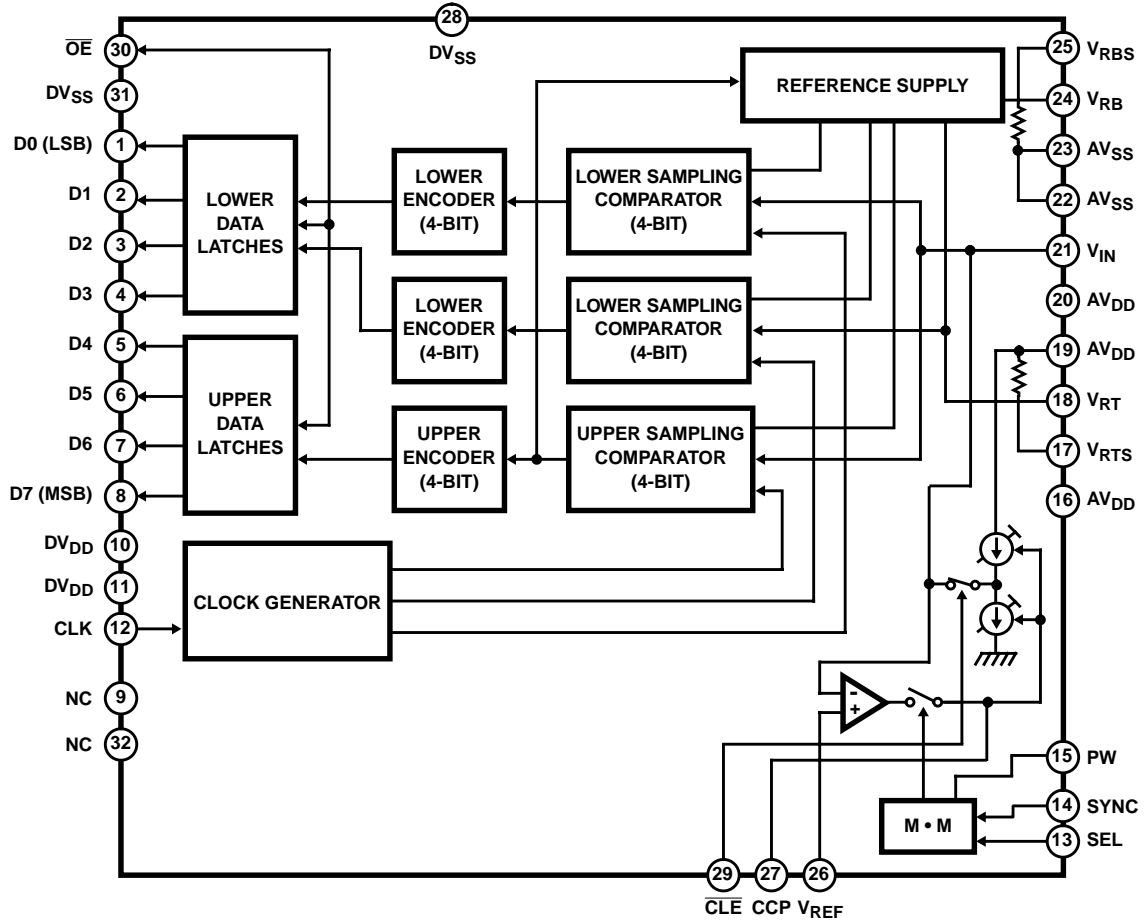 28
DVSS
OE
30
DVSS
31
D0 (LSB)
1
D1
2
D2
3
D3
4
D4
5
D5
6
D6
7
D7 (MSB)
8
DVDD
10
DVDD
11
CLK
12
NC
9
NC
32
LOWER
DATA
LATCHES
UPPER
DATA
LATCHES
CLOCK GENERATOR
LOWER
ENCODER
(4-BIT)
LOWER
ENCODER
(4-BIT)
UPPER
ENCODER
(4-BIT)
LOWER SAMPLING
COMPARATOR
(4-BIT)
LOWER SAMPLING
COMPARATOR
(4-BIT)
UPPER SAMPLING
COMPARATOR
(4-BIT)
REFERENCE SUPPLY
25
VRBS
24
VRB
23
AVSS
22
AVSS
21
VIN
20
AVDD
19
AVDD
18
VRT
17
VRTS
16
AVDD
-
+
15
PW
14
SYNC
13
SEL
M • M
29
CLE
27
CCP
26
VREF